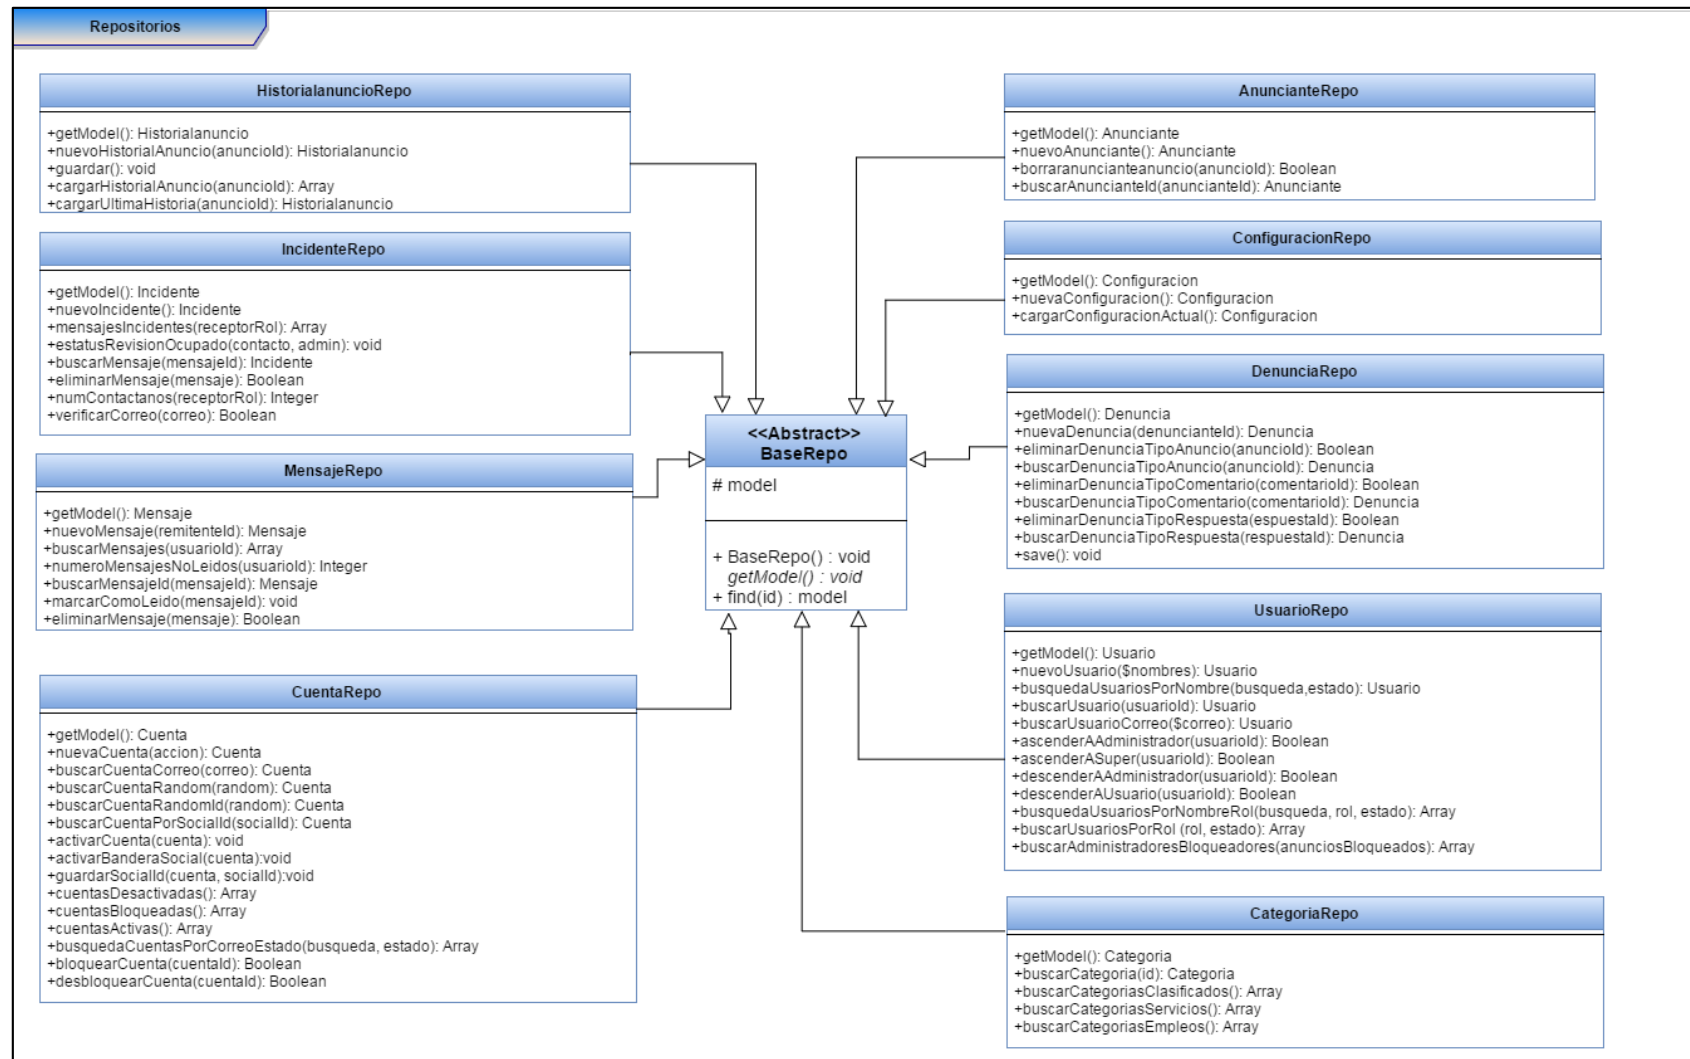 Repositorios
HistorialanuncioRepo
+getModel(): Historialanuncio
+nuevoHistorialAnuncio(anuncioId): Historialanuncio
+guardar(): void
+cargarHistorialAnuncio(anuncioId): Array
+cargarUltimaHistoria(anuncioId): Historialanuncio
IncidenteRepo
+getModel(): Incidente
+nuevoIncidente(): Incidente
+mensajesIncidentes(receptorRol): Array
+estatusRevisionOcupado(contacto, admin): void
+buscarMensaje(mensajeId): Incidente
+eliminarMensaje(mensaje): Boolean
+numContactanos(receptorRol): Integer
+verificarCorreo(correo): Boolean
MensajeRepo
+getModel(): Mensaje
+nuevoMensaje(remitenteId): Mensaje
+buscarMensajes(usuarioId): Array
+numeroMensajesNoLeidos(usuarioId): Integer
+buscarMensajeId(mensajeId): Mensaje
+marcarComoLeido(mensajeId): void
+eliminarMensaje(mensaje): Boolean
CuentaRepo
+getModel(): Cuenta
+nuevaCuenta(accion): Cuenta
+buscarCuentaCorreo(correo): Cuenta
+buscarCuentaRandom(random): Cuenta
+buscarCuentaRandomId(random): Cuenta
+buscarCuentaPorSocialId(socialId): Cuenta
+activarCuenta(cuenta): void
+activarBanderaSocial(cuenta):void
+guardarSocialId(cuenta, socialId):void
+cuentasDesactivadas(): Array
+cuentasBloqueadas(): Array
+cuentasActivas(): Array
+busquedaCuentasPorCorreoEstado(busqueda, estado): Array
+bloquearCuenta(cuentaId): Boolean
+desbloquearCuenta(cuentaId): Boolean
<<Abstract>>
BaseRepo
# model
+ BaseRepo() : void
getModel() : void
+ find(id) : model
AnuncianteRepo
+getModel(): Anunciante
+nuevoAnunciante(): Anunciante
+borraranuncianteanuncio(anuncioId): Boolean
+buscarAnuncianteId(anuncianteId): Anunciante
ConfiguracionRepo
+getModel(): Configuracion
+nuevaConfiguracion(): Configuracion
+cargarConfiguracionActual(): Configuracion
DenunciaRepo
+getModel(): Denuncia
+nuevaDenuncia(denuncianteId): Denuncia
+eliminarDenunciaTipoAnuncio(anuncioId): Boolean
+buscarDenunciaTipoAnuncio(anuncioId): Denuncia
+eliminarDenunciaTipoComentario(comentarioId): Boolean
+buscarDenunciaTipoComentario(comentarioId): Denuncia
+eliminarDenunciaTipoRespuesta(espuestaId): Boolean
+buscarDenunciaTipoRespuesta(respuestaId): Denuncia
+save(): void
UsuarioRepo
+getModel(): Usuario
+nuevoUsuario($nombres): Usuario
+busquedaUsuariosPorNombre(busqueda,estado): Usuario
+buscarUsuario(usuarioId): Usuario
+buscarUsuarioCorreo($correo): Usuario
+ascenderAAdministrador(usuarioId): Boolean
+ascenderASuper(usuarioId): Boolean
+descenderAAdministrador(usuarioId): Boolean
+descenderAUsuario(usuarioId): Boolean
+busquedaUsuariosPorNombreRol(busqueda, rol, estado): Array
+buscarUsuariosPorRol (rol, estado): Array
+buscarAdministradoresBloqueadores(anunciosBloqueados): Array
CategoriaRepo
+getModel(): Categoria
+buscarCategoria(id): Categoria
+buscarCategoriasClasificados(): Array
+buscarCategoriasServicios(): Array
+buscarCategoriasEmpleos(): Array